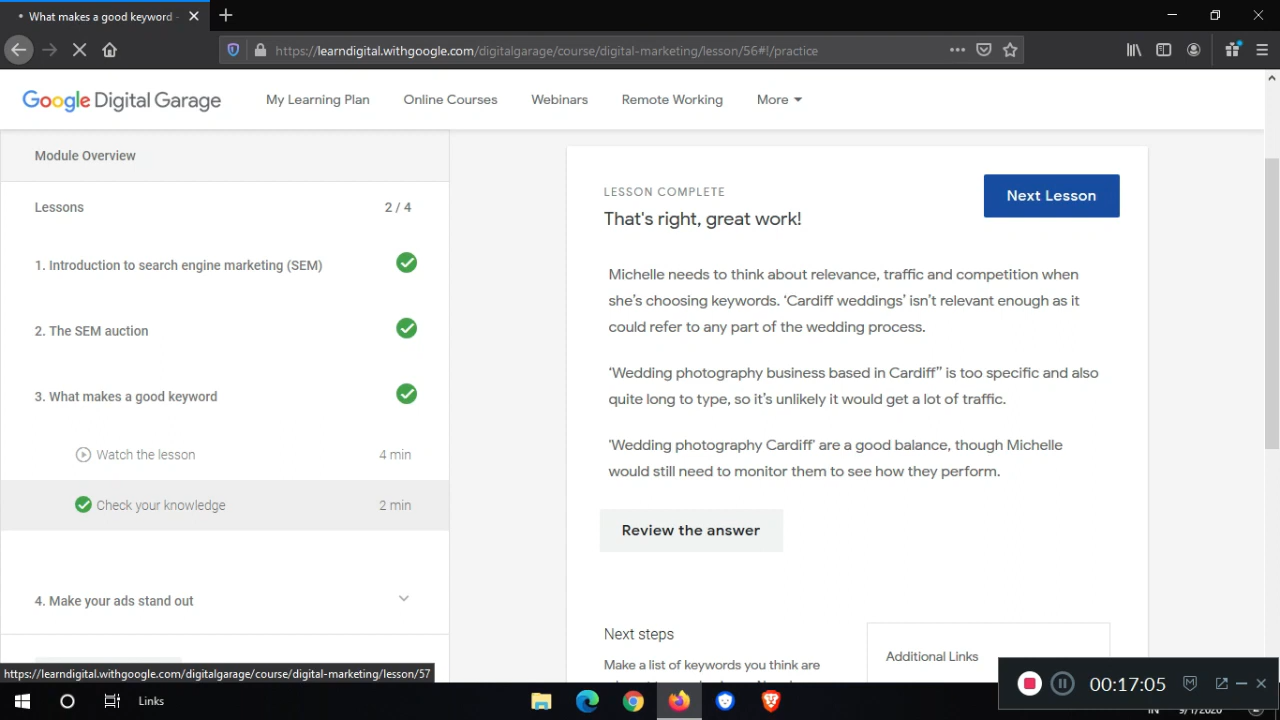 What makes a good keyword -
https://learndigital.withgoogle.com/digitalgarage/course/digital-marketing/lesson/56#!/practice
Google Digital Garage
My Learning Plan
Online Courses
Webinars
Remote Working
More
Module Overview
Lessons
2 / 4
1. Introduction to search engine marketing (SEM)
2. The SEM auction
3. What makes a good keyword
Watch the lesson
4 min
Check your knowledge
2 min
4. Make your ads stand out
LESSON COMPLETE
That's right, great work!
Next Lesson
Michelle needs to think about relevance, traffic and competition when
she's choosing keywords. ‘Cardiff weddings’ isn’t relevant enough as it
could refer to any part of the wedding process.
‘Wedding photography business based in Cardiff” is too specific and also
quite long to type, so it’s unlikely it would get a lot of traffic.
‘Wedding photography Cardiff’ are a good balance, though Michelle
would still need to monitor them to see how they perform.
Review the answer
Next steps
Make a list of keywords you think are
Additional Links
https://learndigital.withgoogle.com/digitalgarage/course/digital-marketing/lesson/57
Links
00:17:05
IN
9/1/2020